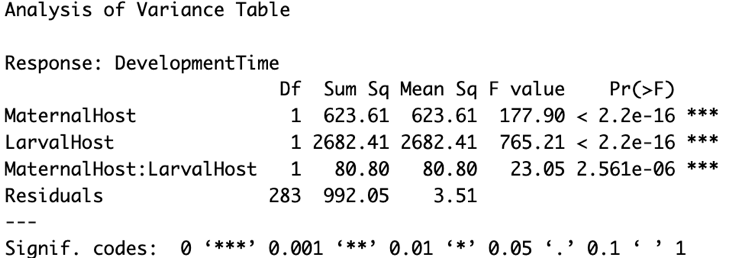 Analysis of Variance Table
Response: DevelopmentTime
Df Sum Sq Mean Sq F value Pr(>F)
MaternalHost 1 623.61 623.61 177.90 < 2.2e-16 ***
LarvalHost 1 2682.41 2682.41 765.21 < 2.2e-16 ***
MaternalHost:LarvalHost 1 80.80 80.80 23.05 2.561e-06 ***
Residuals 283 992.05 3.51
---
Signif. codes: 0 ‘***’ 0.001 ‘**’ 0.01 ‘*’ 0.05 ‘.’ 0.1 ‘ ’ 1